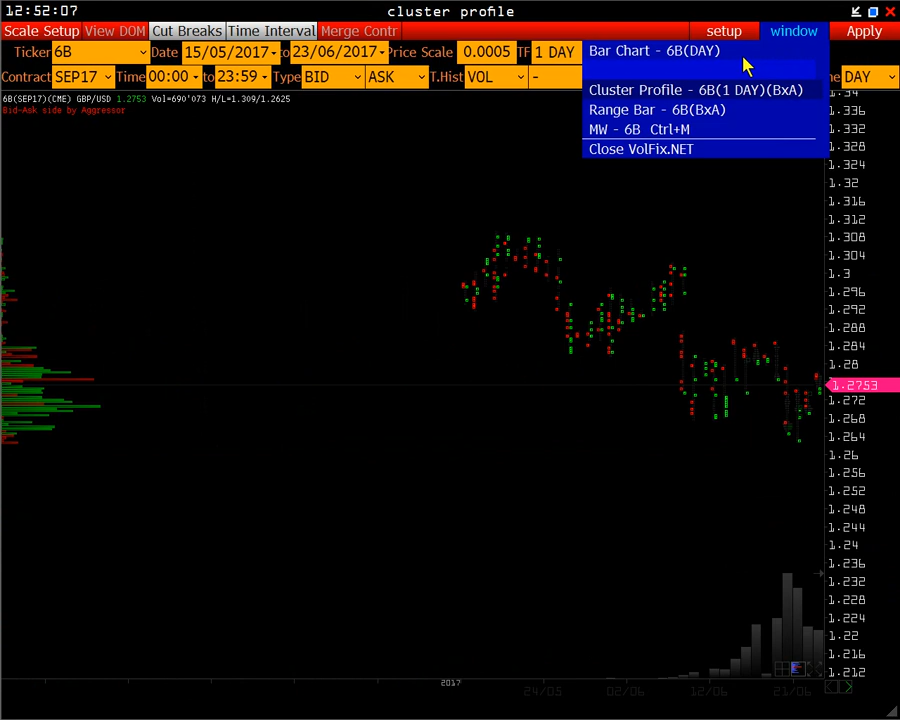 12:52:07 cluster profile
Scale Setup View DOM Cut Breaks Time Interval Merge Contr setup window Apply
Ticker 6B Date 15/05/2017 to 23/06/2017 Price Scale 0.0005 TF 1 DAY
Contract SEP17 Time 00:00 to 23:59 Type BID ASK T.Hist VOL - DAY
Bar Chart - 6B(DAY)
Cluster Profile - 6B(1 DAY)(BxA)
Range Bar - 6B(BxA)
MW - 6B Ctrl+M
Close VolFix.NET
6B(SEP17)(CME) GBP/USD 1.2753 Vol=690'073 H/L=1.309/1.2625
Bid-Ask side by Aggressor
1.332
1.328
1.324
1.32
1.316
1.312
1.308
1.304
1.3
1.296
1.292
1.288
1.284
1.28
1.2753
1.272
1.268
1.264
1.26
1.256
1.252
1.248
1.244
1.24
1.236
1.232
1.228
1.224
1.22
1.216
1.212
2017
24/05 02/06 12/06 21/06